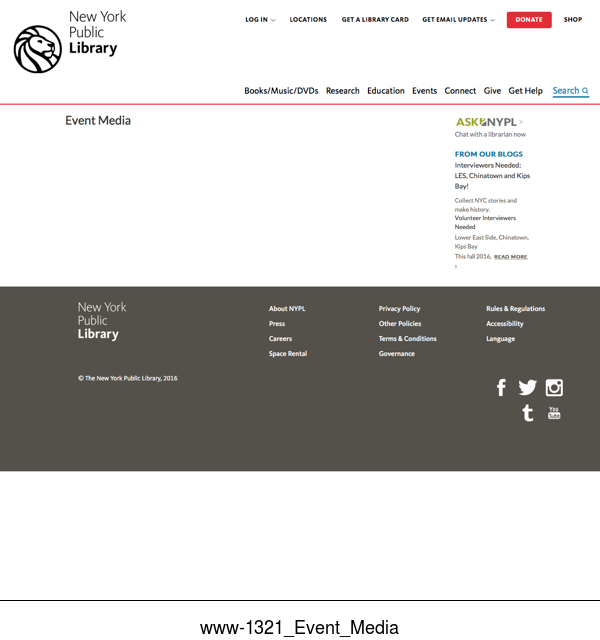 New York
Public
Library
LOG IN
LOCATIONS
GET A LIBRARY CARD
GET EMAIL UPDATES
DONATE
SHOP
Books/Music/DVDs
Research
Education
Events
Connect
Give
Get Help
Search
Event Media
ASK NYPL >
Chat with a librarian now
FROM OUR BLOGS
Interviewers Needed:
LES, Chinatown and Kips
Bay!
Collect NYC stories and
make history.
Volunteer Interviewers
Needed
Lower East Side, Chinatown,
Kips Bay
This fall 2016, READ MORE
New York
Public
Library
About NYPL
Press
Careers
Space Rental
Privacy Policy
Other Policies
Terms & Conditions
Governance
Rules & Regulations
Accessibility
Language
© The New York Public Library, 2016
You
Tube
www-1321_Event_Media